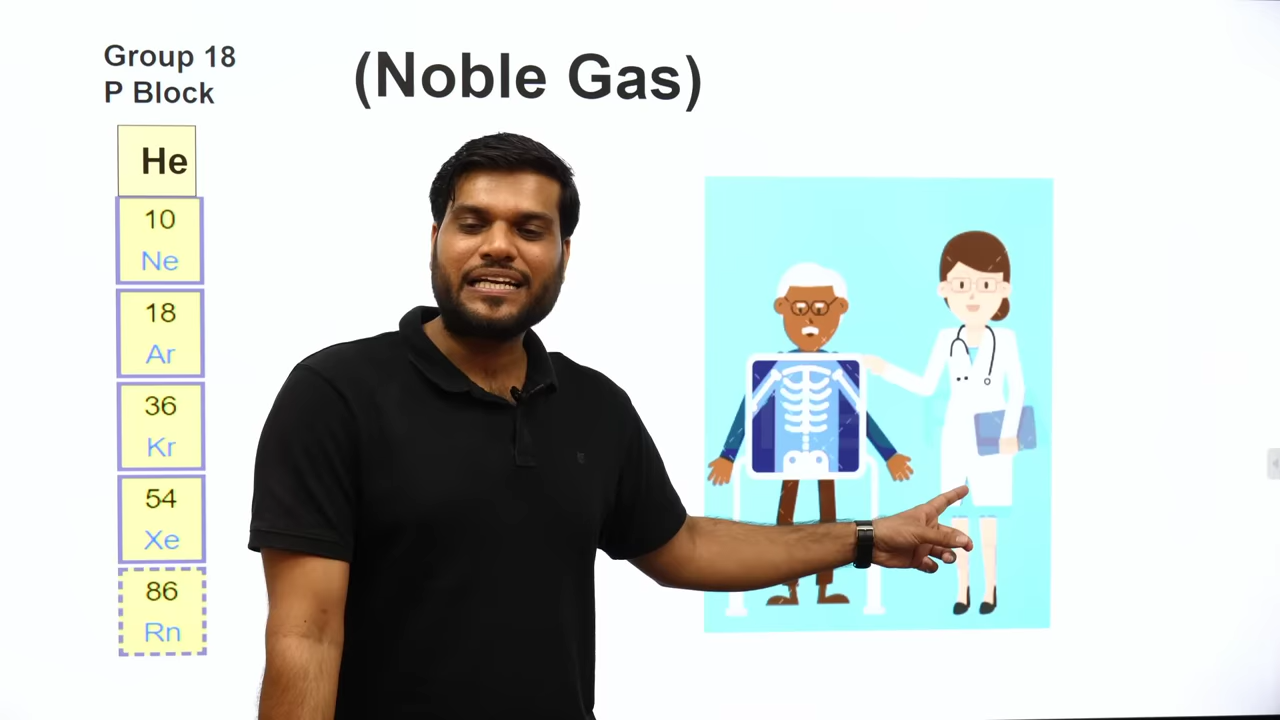 Group 18
P Block
(Noble Gas)
He
10
Ne
18
Ar
36
Kr
54
Xe
86
Rn